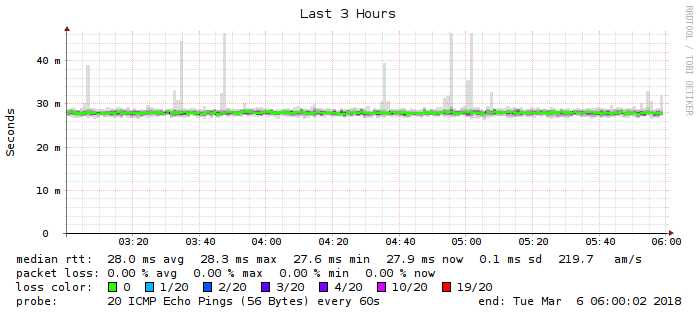 Last 3 Hours
RRDTOOL / TOBI OETIKER
Seconds
40 m
30 m
20 m
10 m
0
03:20 03:40 04:00 04:20 04:40 05:00 05:20 05:40 06:00
median rtt: 28.0 ms avg 28.3 ms max 27.6 ms min 27.9 ms now 0.1 ms sd 219.7 am/s
packet loss: 0.00 % avg 0.00 % max 0.00 % min 0.00 % now
loss color: 0 1/20 2/20 3/20 4/20 10/20 19/20
probe: 20 ICMP Echo Pings (56 Bytes) every 60s end: Tue Mar 6 06:00:02 2018